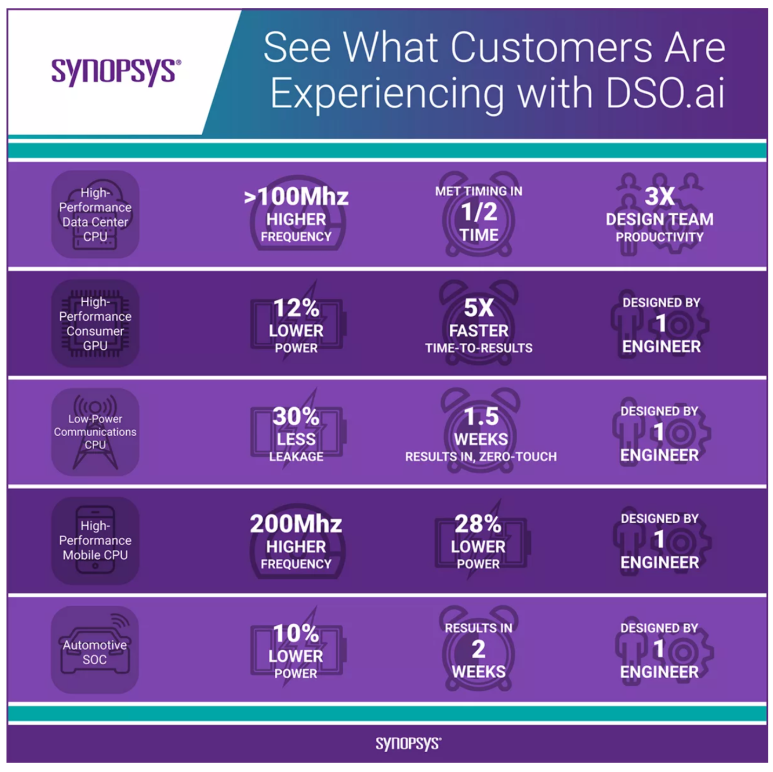 SYNOPSYS®
See What Customers Are
Experiencing with DSO.ai
High-
Performance
Data Center
CPU
>100Mhz
HIGHER
FREQUENCY
MET TIMING IN
1/2
TIME
3X
DESIGN TEAM
PRODUCTIVITY
High-
Performance
Consumer
GPU
12%
LOWER
POWER
5X
FASTER
TIME-TO-RESULTS
DESIGNED BY
1
ENGINEER
Low-Power
Communications
CPU
30%
LESS
LEAKAGE
1.5
WEEKS
RESULTS IN, ZERO-TOUCH
DESIGNED BY
1
ENGINEER
High-
Performance
Mobile CPU
200Mhz
HIGHER
FREQUENCY
28%
LOWER
POWER
DESIGNED BY
1
ENGINEER
Automotive
SOC
10%
LOWER
POWER
RESULTS IN
2
WEEKS
DESIGNED BY
1
ENGINEER
SYNOPSYS®